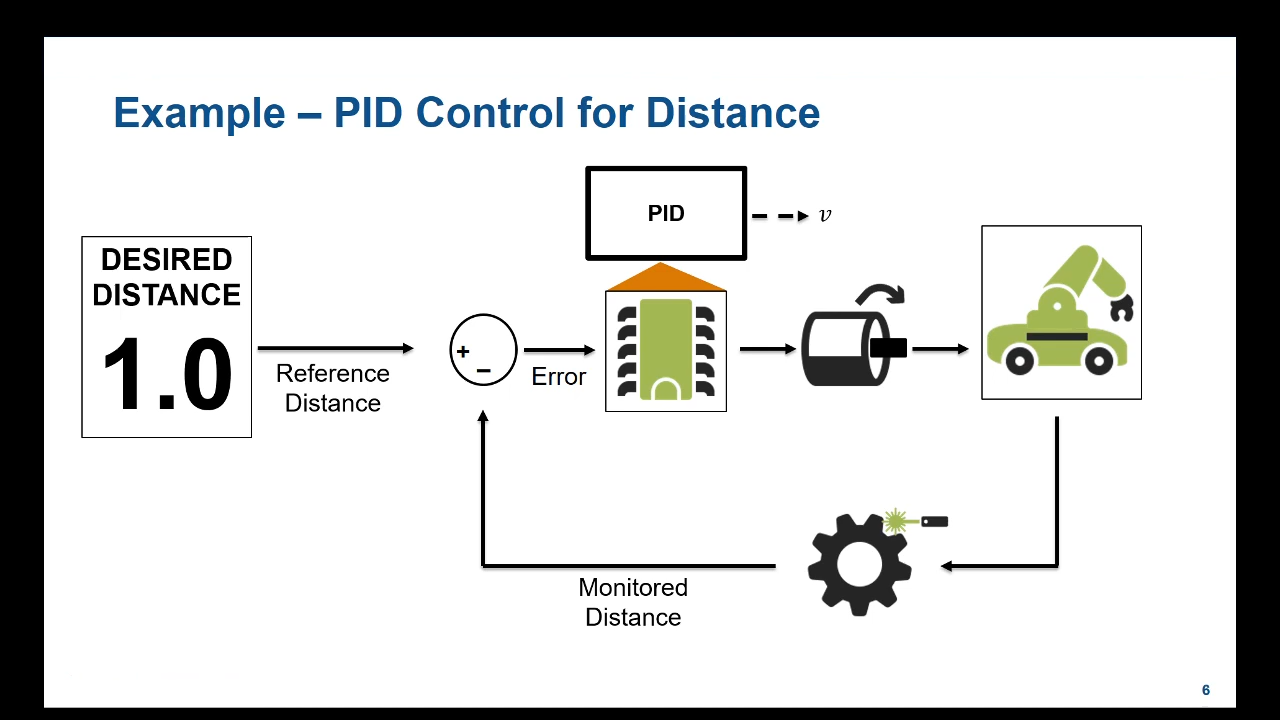 Example – PID Control for Distance
PID
v
DESIRED
DISTANCE
1.0
Reference
Distance
+
–
Error
Monitored
Distance
6